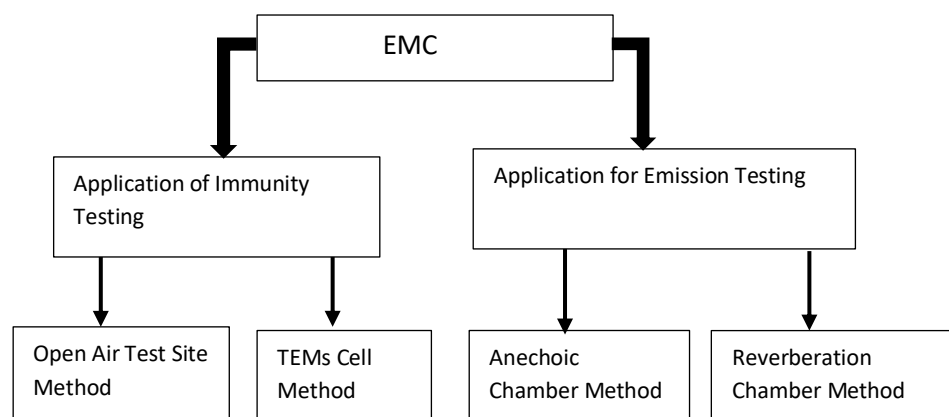 EMC
Application of Immunity
Testing
Application for Emission Testing
Open Air Test Site
Method
TEMs Cell
Method
Anechoic
Chamber Method
Reverberation
Chamber Method